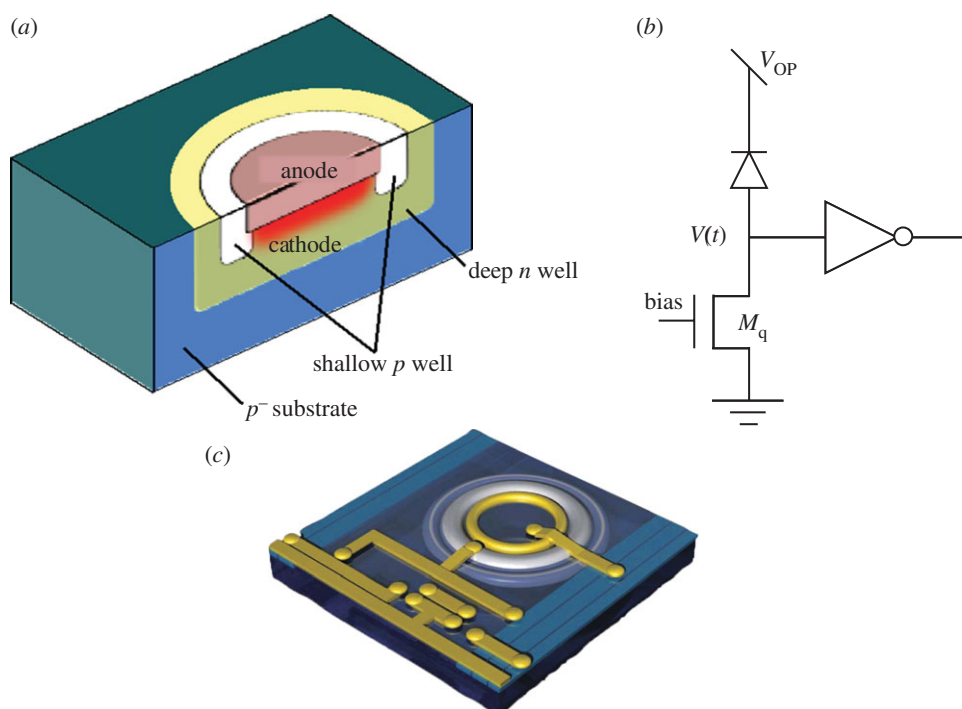 (a)
anode
cathode
deep n well
shallow p well
p⁻ substrate
(b)
V_OP
V(t)
bias
M_q
(c)